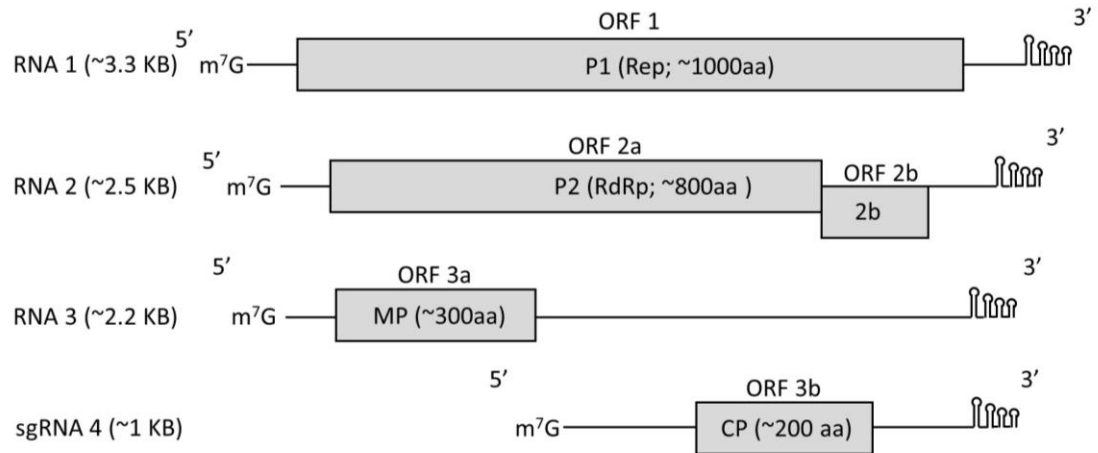 ORF 1
5’ 3’
RNA 1 (~3.3 KB) m⁷G P1 (Rep; ~1000aa)
ORF 2a
5’ 3’
ORF 2b
RNA 2 (~2.5 KB) m⁷G P2 (RdRp; ~800aa )
2b
5’ 3’
ORF 3a
RNA 3 (~2.2 KB) m⁷G MP (~300aa)
5’ 3’
ORF 3b
sgRNA 4 (~1 KB) m⁷G CP (~200 aa)